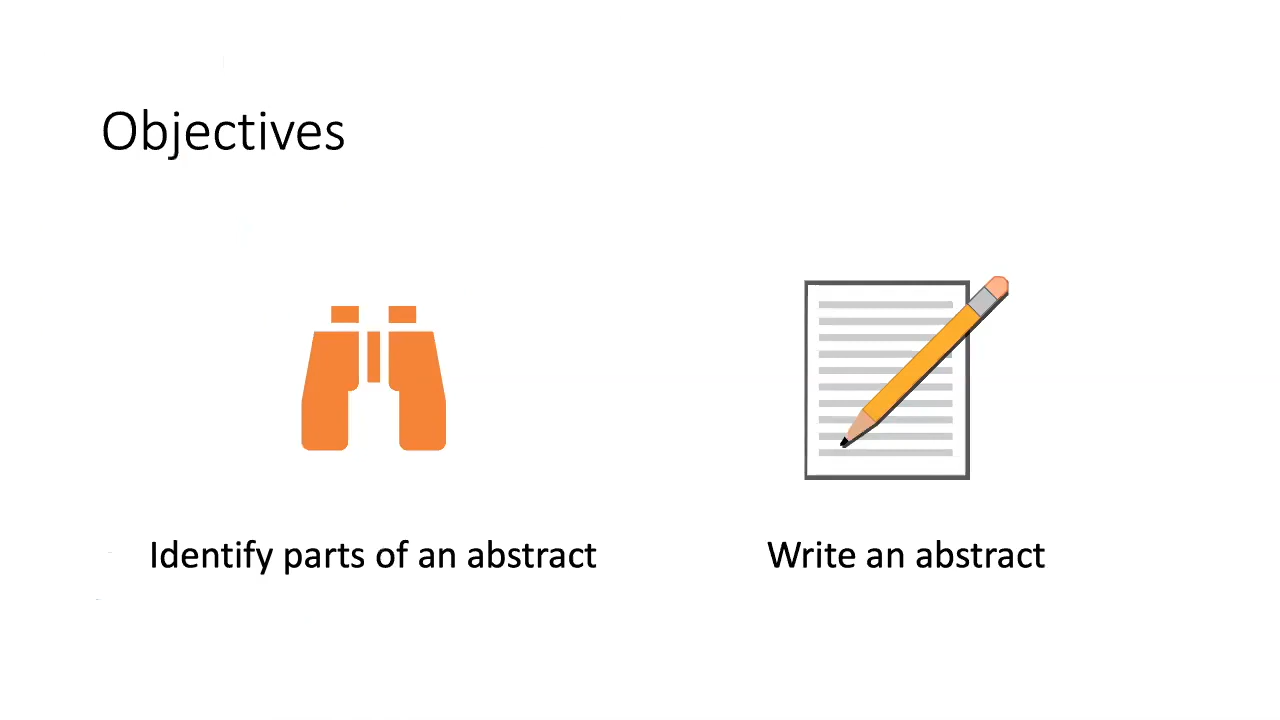 Objectives
Identify parts of an abstract
Write an abstract